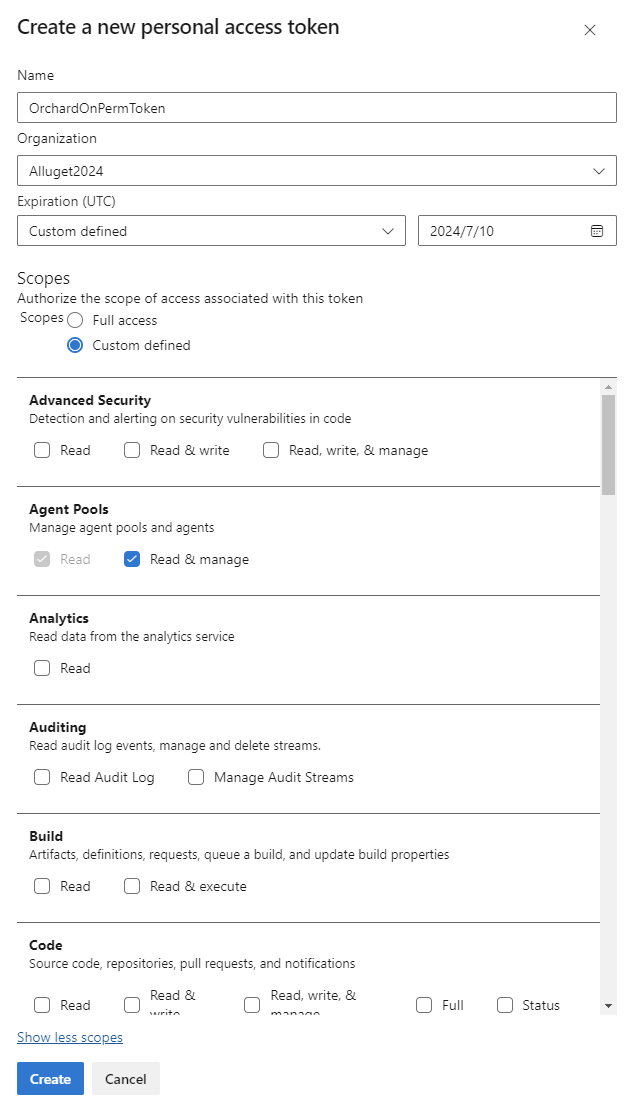 Create a new personal access token
Name
OrchardOnPermToken
Organization
Alluget2024
Expiration (UTC)
Custom defined
2024/7/10
Scopes
Authorize the scope of access associated with this token
Scopes Full access
Custom defined
Advanced Security
Detection and alerting on security vulnerabilities in code
Read Read & write Read, write, & manage
Agent Pools
Manage agent pools and agents
Read Read & manage
Analytics
Read data from the analytics service
Read
Auditing
Read audit log events, manage and delete streams.
Read Audit Log Manage Audit Streams
Build
Artifacts, definitions, requests, queue a build, and update build properties
Read Read & execute
Code
Source code, repositories, pull requests, and notifications
Read Read & write Read, write, & manage Full Status
Show less scopes
Create Cancel